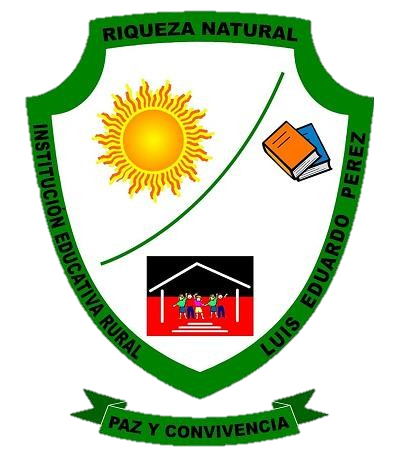 RIQUEZA NATURAL
INSTITUCIÓN EDUCATIVA RURAL
LUIS EDUARDO PEREZ
PAZ Y CONVIVENCIA